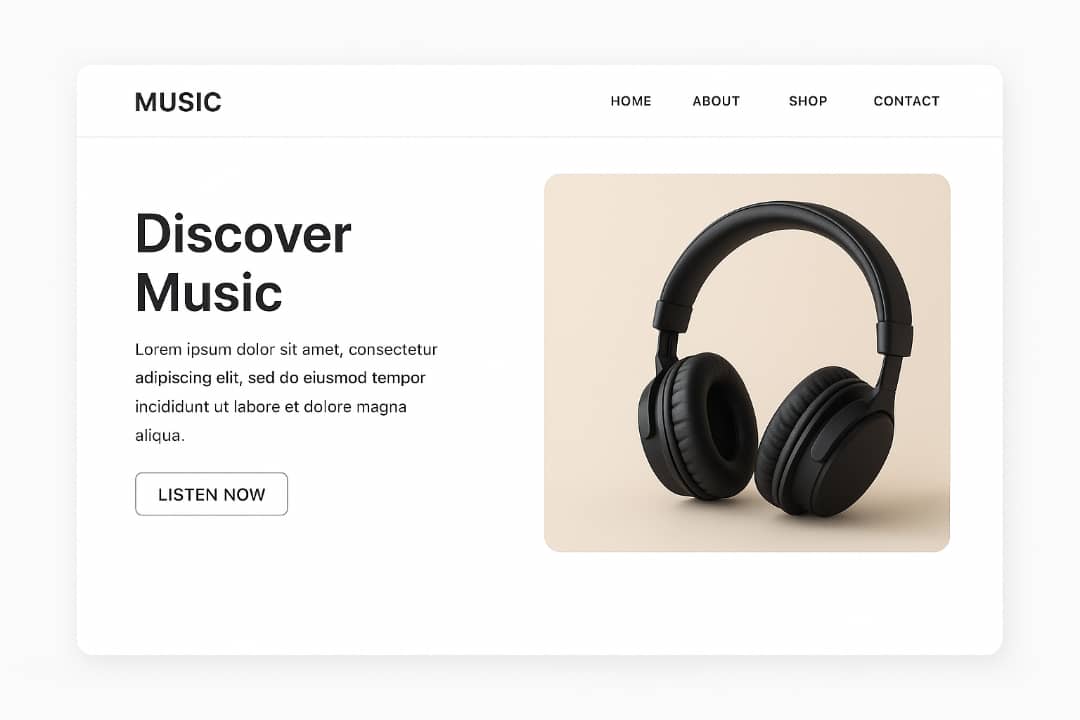 MUSIC
HOME ABOUT SHOP CONTACT
Discover
Music
Lorem ipsum dolor sit amet, consectetur
adipiscing elit, sed do eiusmod tempor
incididunt ut labore et dolore magna
aliqua.
LISTEN NOW